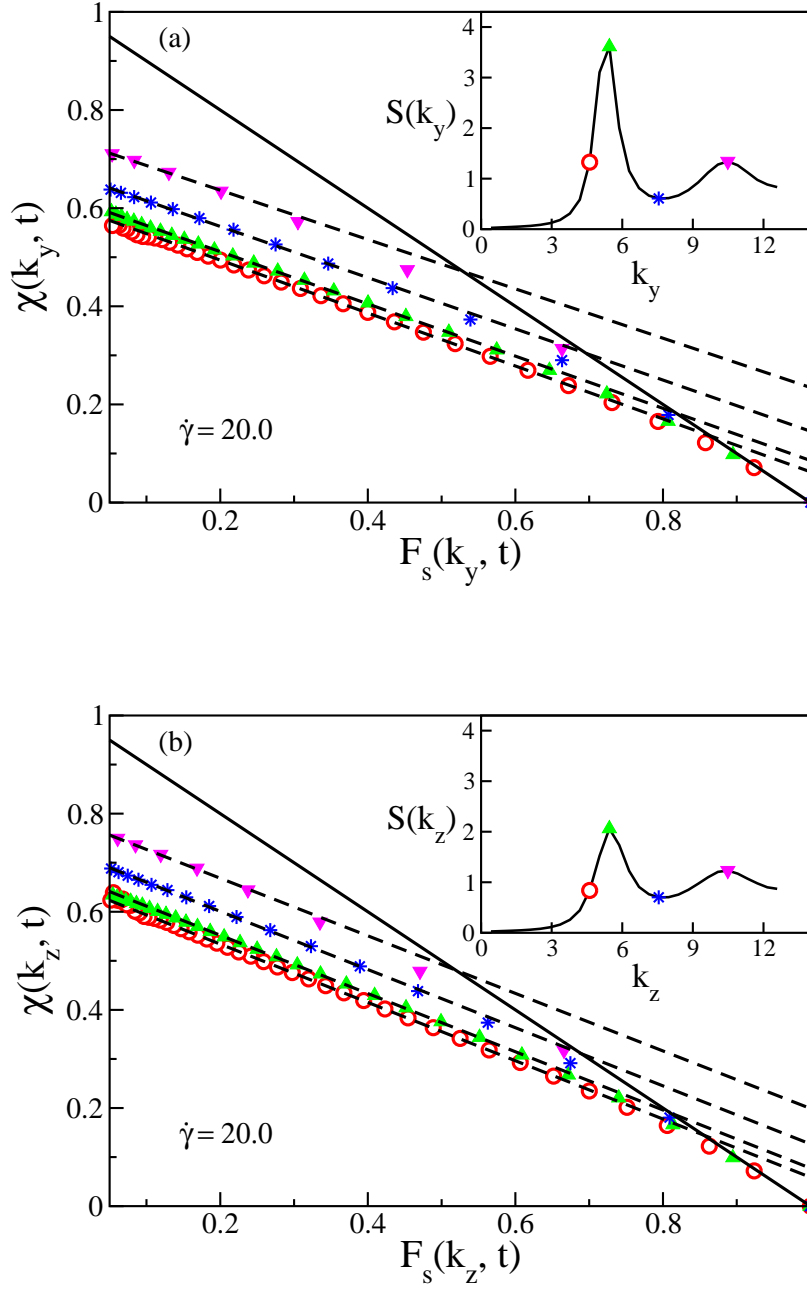 1
(a)
4
3
S(k_y)
2
1
0
0 3 6 9 12
k_y
0.8
0.6
χ(k_y, t)
0.4
0.2
γ̇ = 20.0
0
0.2 0.4 0.6 0.8
F_s(k_y, t)
1
(b)
4
3
S(k_z)
2
1
0
0 3 6 9 12
k_z
0.8
0.6
χ(k_z, t)
0.4
0.2
γ̇ = 20.0
0
0.2 0.4 0.6 0.8
F_s(k_z, t)